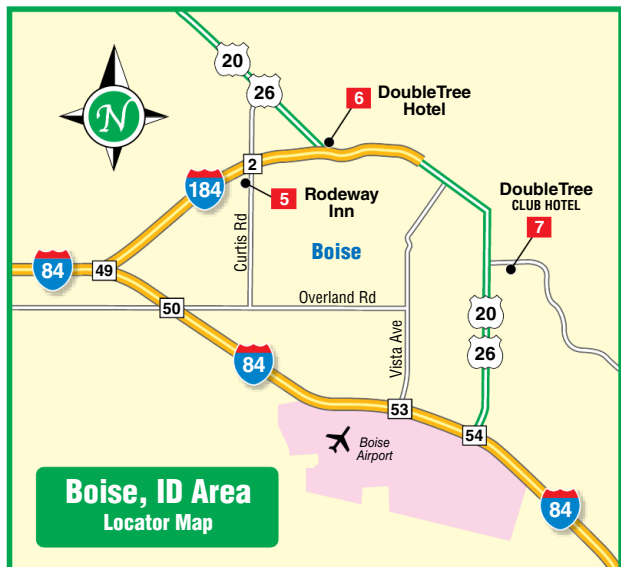 20
26
6
DoubleTree
Hotel
N
2
184
5
Rodeway
Inn
DoubleTree
CLUB HOTEL
7
Curtis Rd
Boise
84
49
Overland Rd
50
20
26
Vista Ave
84
53
54
Boise
Airport
Boise, ID Area
Locator Map
84